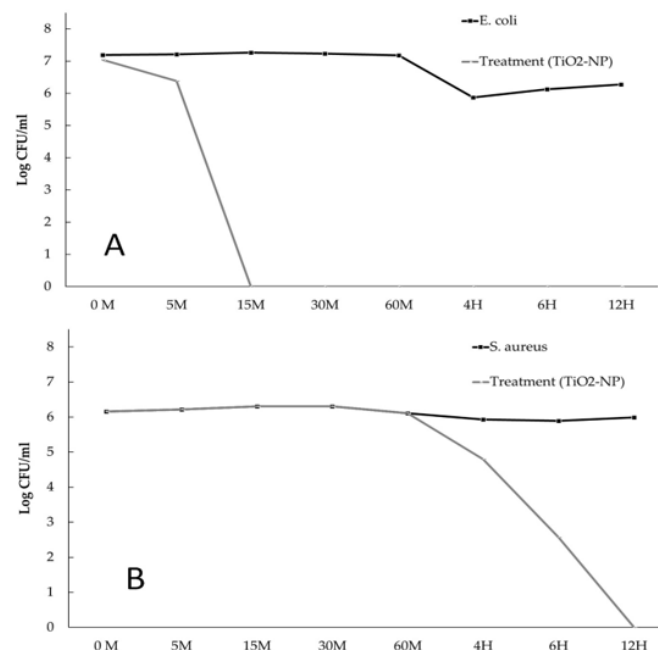 8
E. coli
7
Treatment (TiO2-NP)
6
5
Log CFU/ml
4
3
2
A
1
0
0 M 5M 15M 30M 60M 4H 6H 12H
8
S. aureus
7
Treatment (TiO2-NP)
6
5
Log CFU/ml
4
3
2
B
1
0
0 M 5M 15M 30M 60M 4H 6H 12H